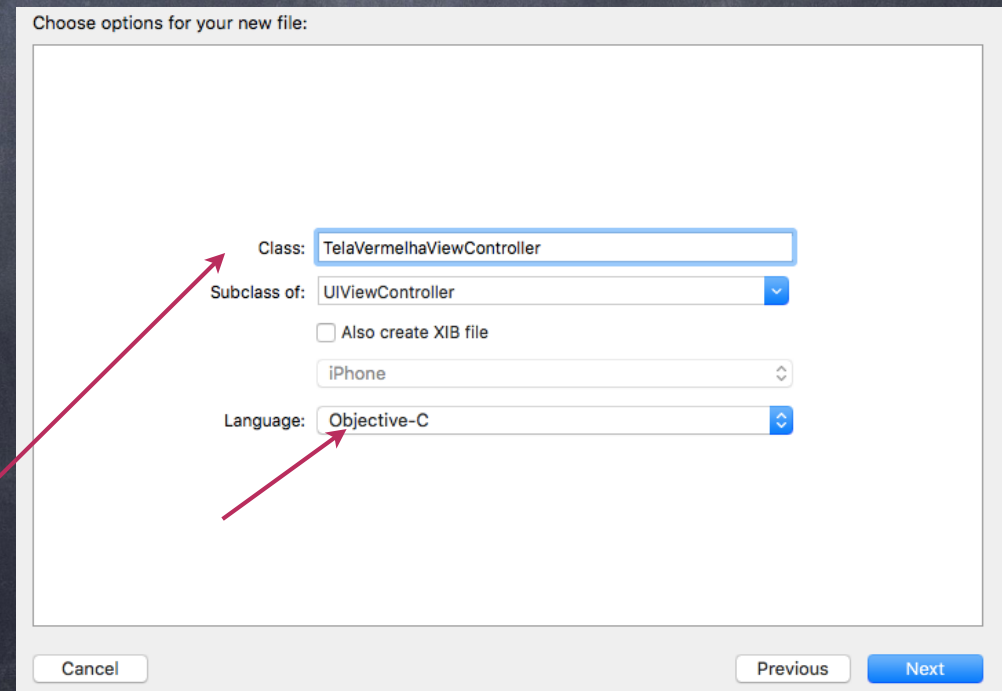 Choose options for your new file:
Class: TelaVermelhaViewController
Subclass of: UIViewController
Also create XIB file
iPhone
Language: Objective-C
Cancel Previous Next